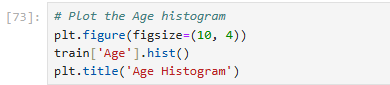 [73]: # Plot the Age histogram
plt.figure(figsize=(10, 4))
train['Age'].hist()
plt.title('Age Histogram')